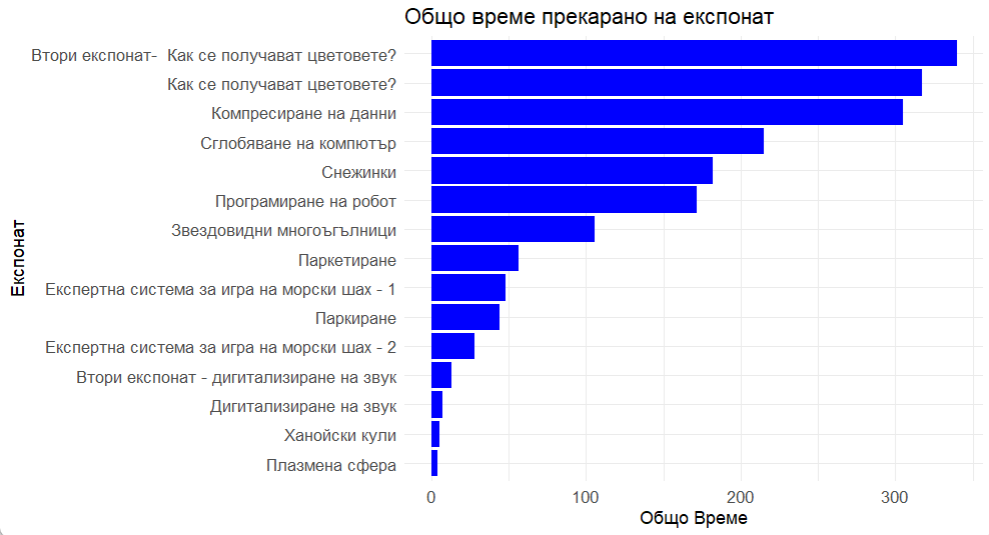 Общо време прекарано на експонат
Втори експонат-  Как се получават цветовете?
Как се получават цветовете?
Компресиране на данни
Сглобяване на компютър
Снежинки
Програмиране на робот
Звездовидни многоъгълници
Паркетиране
Експертна система за игра на морски шах - 1
Паркиране
Експертна система за игра на морски шах - 2
Втори експонат - дигитализиране на звук
Дигитализиране на звук
Ханойски кули
Плазмена сфера
Експонат
0 100 200 300
Общо Време